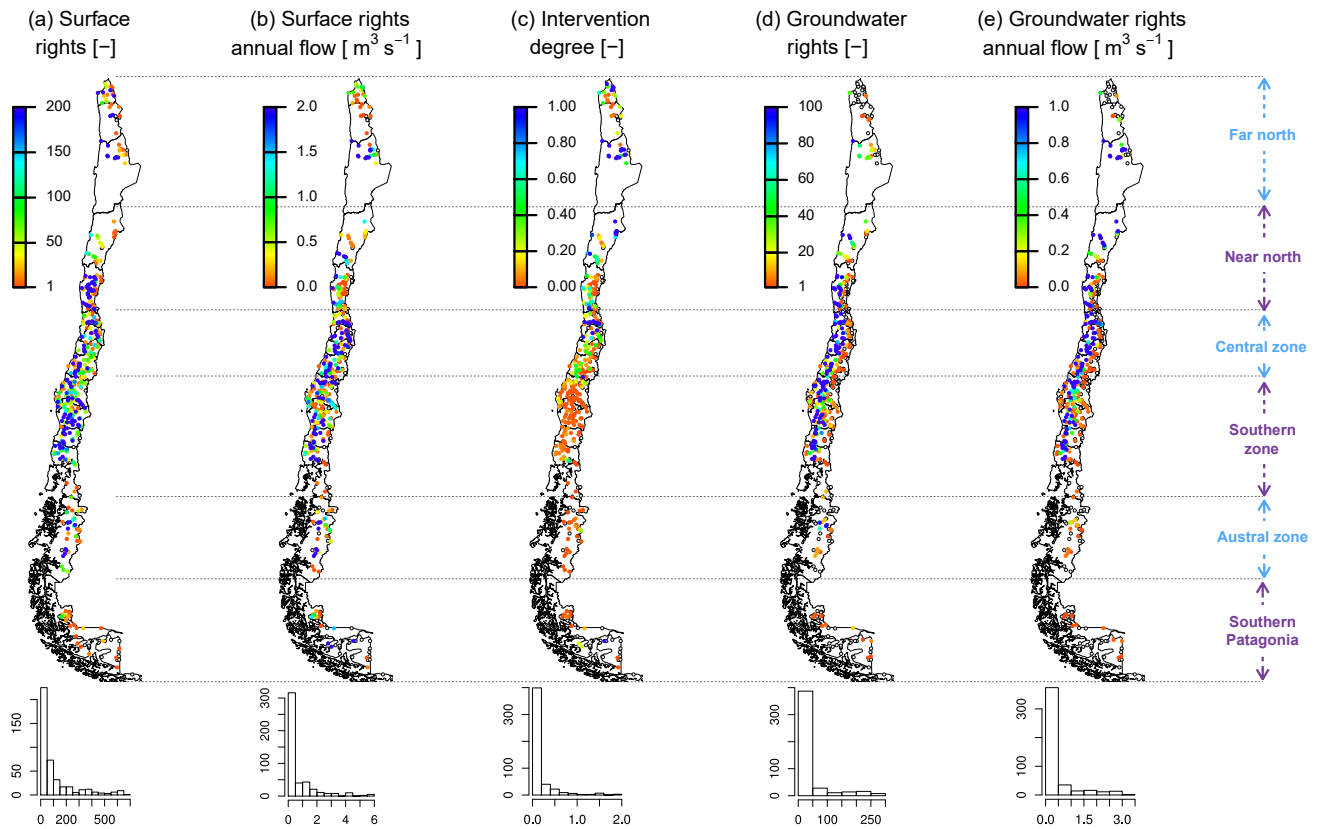 (a) Surface
rights [−]
(b) Surface rights
annual flow [ m³ s⁻¹ ]
(c) Intervention
degree [−]
(d) Groundwater
rights [−]
(e) Groundwater rights
annual flow [ m³ s⁻¹ ]
200
150
100
50
1
2.0
1.5
1.0
0.5
0.0
1.00
0.80
0.60
0.40
0.20
0.00
100
80
60
40
20
1
1.0
0.8
0.6
0.4
0.2
0.0
Far north
Near north
Central zone
Southern
zone
Austral zone
Southern
Patagonia
150
50
0
0 200 500
300
200
150
50
0
0 2 4 6
300
100
0
0.0 1.0 2.0
300
100
0
0 100 250
300
100
0
0.0 1.5 3.0